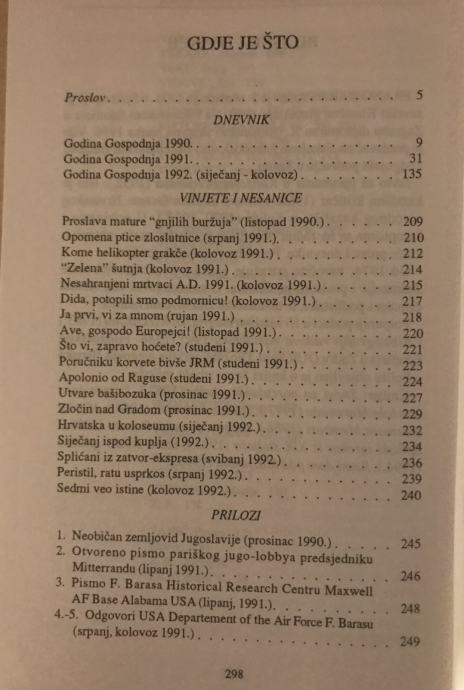 GDJE JE ŠTO
Proslov. . . . . . . . . . . . . . . . . . . . . . . . . . 5
DNEVNIK
Godina Gospodnja 1990. . . . . . . . . . . . . . . . . . 9
Godina Gospodnja 1991. . . . . . . . . . . . . . . . . . 31
Godina Gospodnja 1992. (siječanj - kolovoz) . . . . . . . . 135
VINJETE I NESANICE
Proslava mature “gnjilih buržuja” (listopad 1990.) . . . . . . 209
Opomena ptice zloslutnice (srpanj 1991.). . . . . . . . . . 210
Kome helikopter grakče (kolovoz 1991.) . . . . . . . . . . 212
“Zelena” šutnja (kolovoz 1991.) . . . . . . . . . . . . . 214
Nesahranjeni mrtvaci A.D. 1991. (kolovoz 1991.) . . . . . . 215
Dida, potopili smo podmornicu! (kolovoz 1991.) . . . . . . 217
Ja prvi, vi za mnom (rujan 1991.) . . . . . . . . . . . . . 218
Ave, gospodo Europejci! (listopad 1991.) . . . . . . . . . 220
Što vi, zapravo hoćete? (studeni 1991.) . . . . . . . . . . 221
Poručniku korvete bivše JRM (studeni 1991.) . . . . . . . . 223
Apolonio od Raguse (studeni 1991.) . . . . . . . . . . . . 224
Utvare bašibozuka (prosinac 1991.) . . . . . . . . . . . . 227
Zločin nad Gradom (prosinac 1991.) . . . . . . . . . . . . 229
Hrvatska u koloseumu (siječanj 1992.) . . . . . . . . . . . 232
Siječanj ispod kuplja (1992.) . . . . . . . . . . . . . . . 234
Splićani iz zatvor-ekspresa (svibanj 1992.) . . . . . . . . . 236
Peristil, ratu usprkos (srpanj 1992.) . . . . . . . . . . . . 239
Sedmi veo istine (kolovoz 1992.) . . . . . . . . . . . . . 240
PRILOZI
1. Neobičan zemljovid Jugoslavije (prosinac 1990.) . . . . . 245
2. Otvoreno pismo pariškog jugo-lobbya predsjedniku
Mitterrandu (lipanj 1991.) . . . . . . . . . . . . . . . 246
3. Pismo F. Barasa Historical Research Centru Maxwell
AF Base Alabama USA (lipanj, 1991.) . . . . . . . . . . 248
4.-5. Odgovori USA Departement of the Air Force F. Barasu
(srpanj, kolovoz 1991.) . . . . . . . . . . . . . . . . 249
298